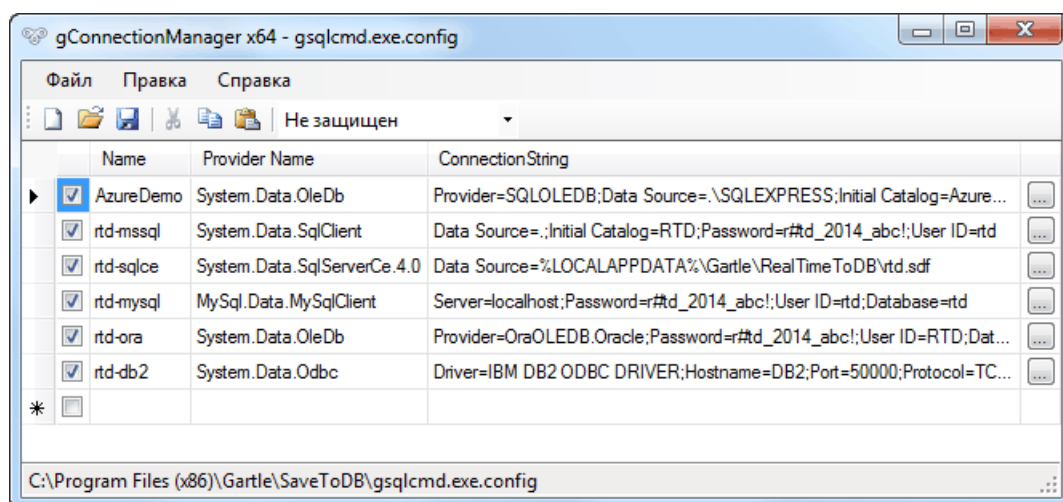 gConnectionManager x64 - gsqlcmd.exe.config
Файл Правка Справка
Не защищен
Name Provider Name ConnectionString
AzureDemo System.Data.OleDb Provider=SQLOLEDB;Data Source=.\SQLEXPRESS;Initial Catalog=Azure... ...
rtd-mssql System.Data.SqlClient Data Source=.;Initial Catalog=RTD;Password=r#td_2014_abc!;User ID=rtd ...
rtd-sqlce System.Data.SqlServerCe.4.0 Data Source=%LOCALAPPDATA%\Gartle\RealTimeToDB\rtd.sdf ...
rtd-mysql MySql.Data.MySqlClient Server=localhost;Password=r#td_2014_abc!;User ID=rtd;Database=rtd ...
rtd-ora System.Data.OleDb Provider=OraOLEDB.Oracle;Password=r#td_2014_abc!;User ID=RTD;Dat... ...
rtd-db2 System.Data.Odbc Driver=IBM DB2 ODBC DRIVER;Hostname=DB2;Port=50000;Protocol=TC... ...
C:\Program Files (x86)\Gartle\SaveToDB\gsqlcmd.exe.config